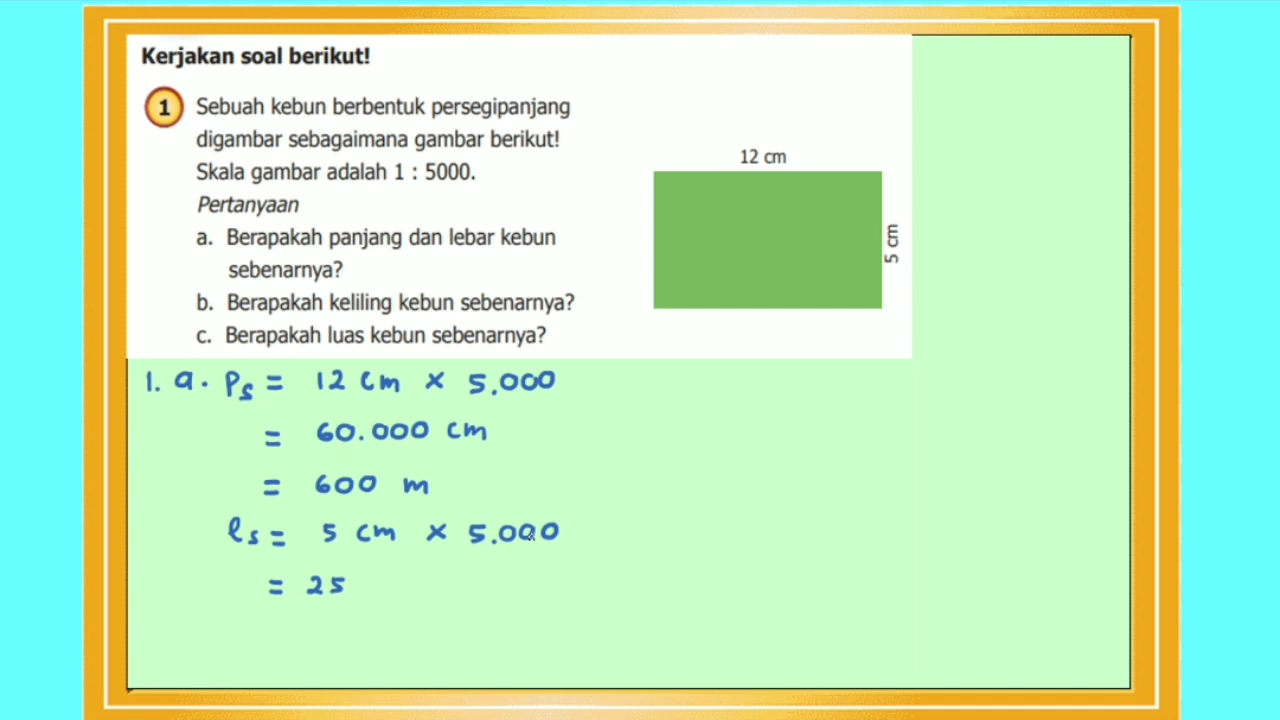 Kerjakan soal berikut!
1 Sebuah kebun berbentuk persegipanjang
digambar sebagaimana gambar berikut!
Skala gambar adalah 1 : 5000.
Pertanyaan
a. Berapakah panjang dan lebar kebun
sebenarnya?
b. Berapakah keliling kebun sebenarnya?
c. Berapakah luas kebun sebenarnya?
12 cm
5 cm
1. a. Ps = 12 cm × 5.000
= 60.000 cm
= 600 m
ls = 5 cm × 5.000
= 25